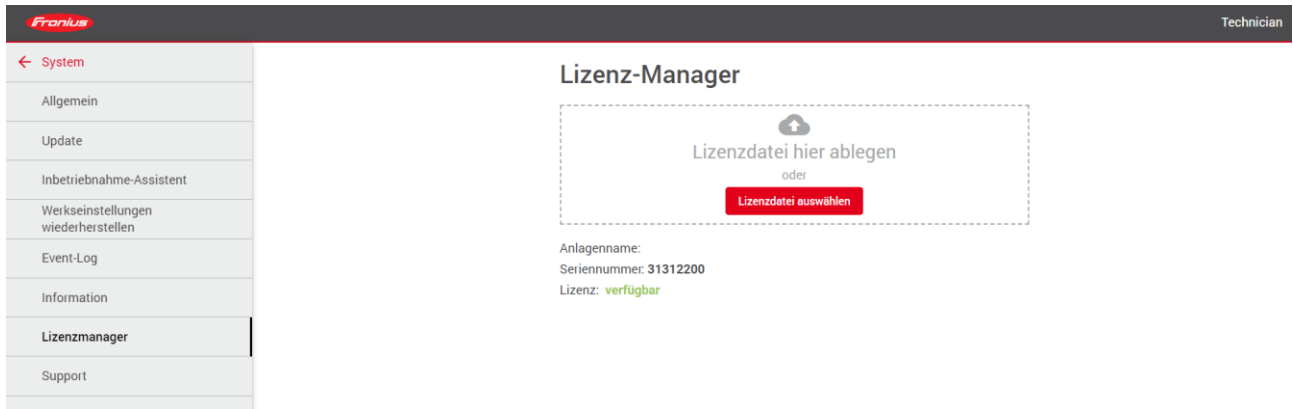 Fronius
Technician
System
Allgemein
Update
Inbetriebnahme-Assistent
Werkseinstellungen
wiederherstellen
Event-Log
Information
Lizenzmanager
Support
Lizenz-Manager
Lizenzdatei hier ablegen
oder
Lizenzdatei auswählen
Anlagenname:
Seriennummer: 31312200
Lizenz: verfügbar